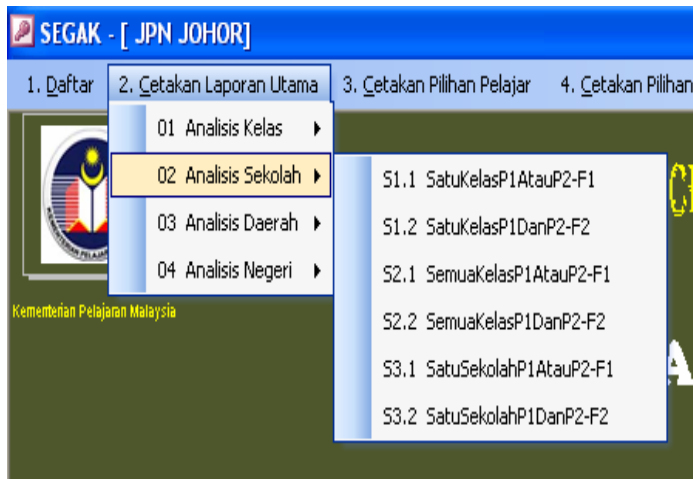 SEGAK - [ JPN JOHOR]
1. Daftar 2. Cetakan Laporan Utama 3. Cetakan Pilihan Pelajar 4. Cetakan Pilihan
01 Analisis Kelas
02 Analisis Sekolah
03 Analisis Daerah
04 Analisis Negeri
S1.1 SatuKelasP1AtauP2-F1
S1.2 SatuKelasP1DanP2-F2
S2.1 SemuaKelasP1AtauP2-F1
S2.2 SemuaKelasP1DanP2-F2
S3.1 SatuSekolahP1AtauP2-F1
S3.2 SatuSekolahP1DanP2-F2
Kementerian Pelajaran Malaysia